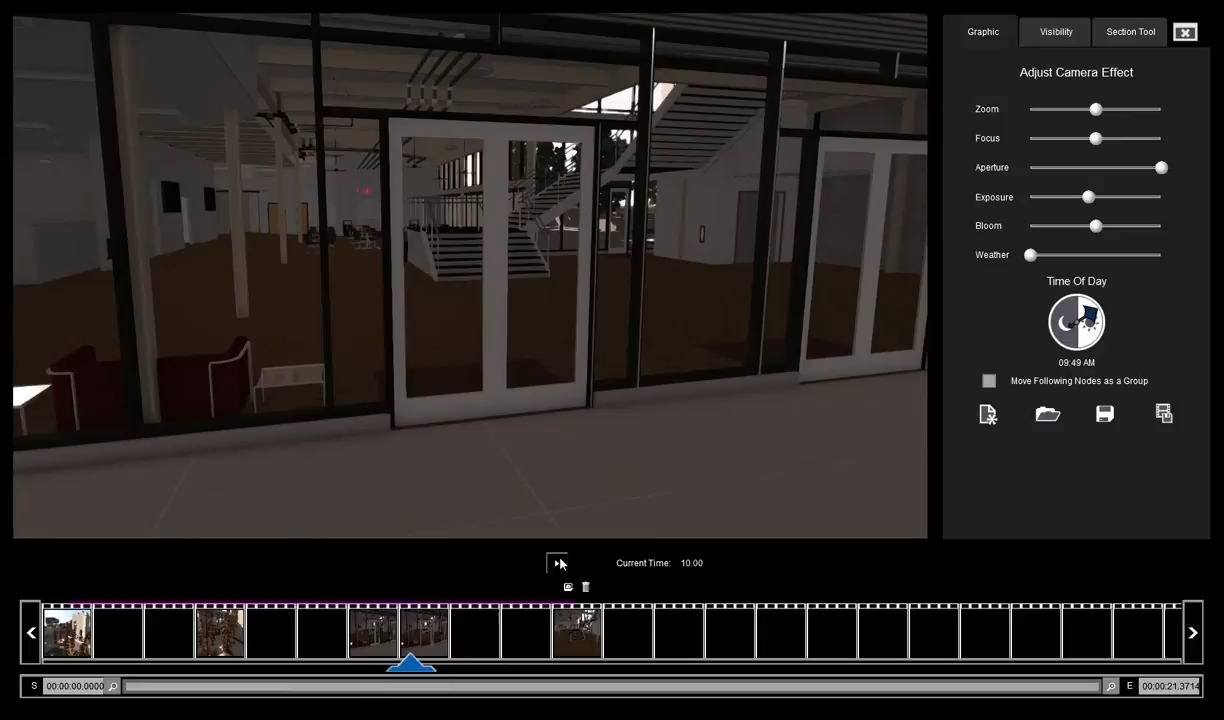 Graphic
Visibility
Section Tool
Adjust Camera Effect
Zoom
Focus
Aperture
Exposure
Bloom
Weather
Time Of Day
09:49 AM
Move Following Nodes as a Group
Current Time: 10.00
S 00:00:00.0000
E 00:00:21.3714